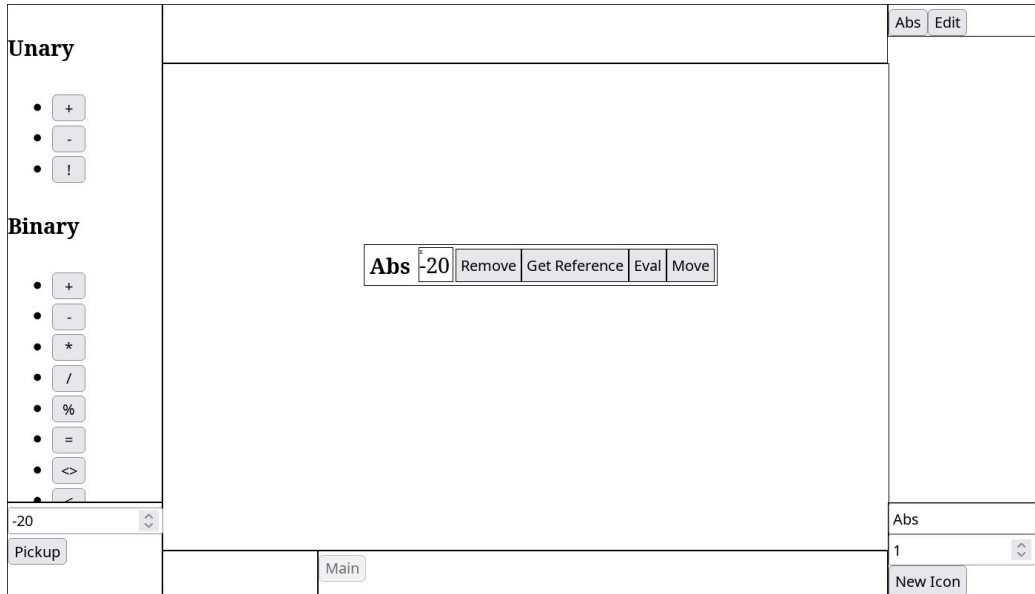 Unary
+
-
!
Binary
+
-
*
/
%
=
<>
<
-20
Pickup
x
Abs -20 Remove Get Reference Eval Move
Main
Abs Edit
Abs
1
New Icon